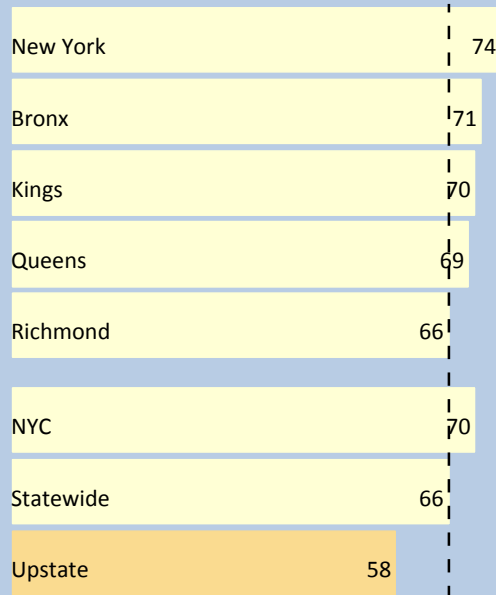 New York 74
Bronx 71
Kings 70
Queens 69
Richmond 66
NYC 70
Statewide 66
Upstate 58